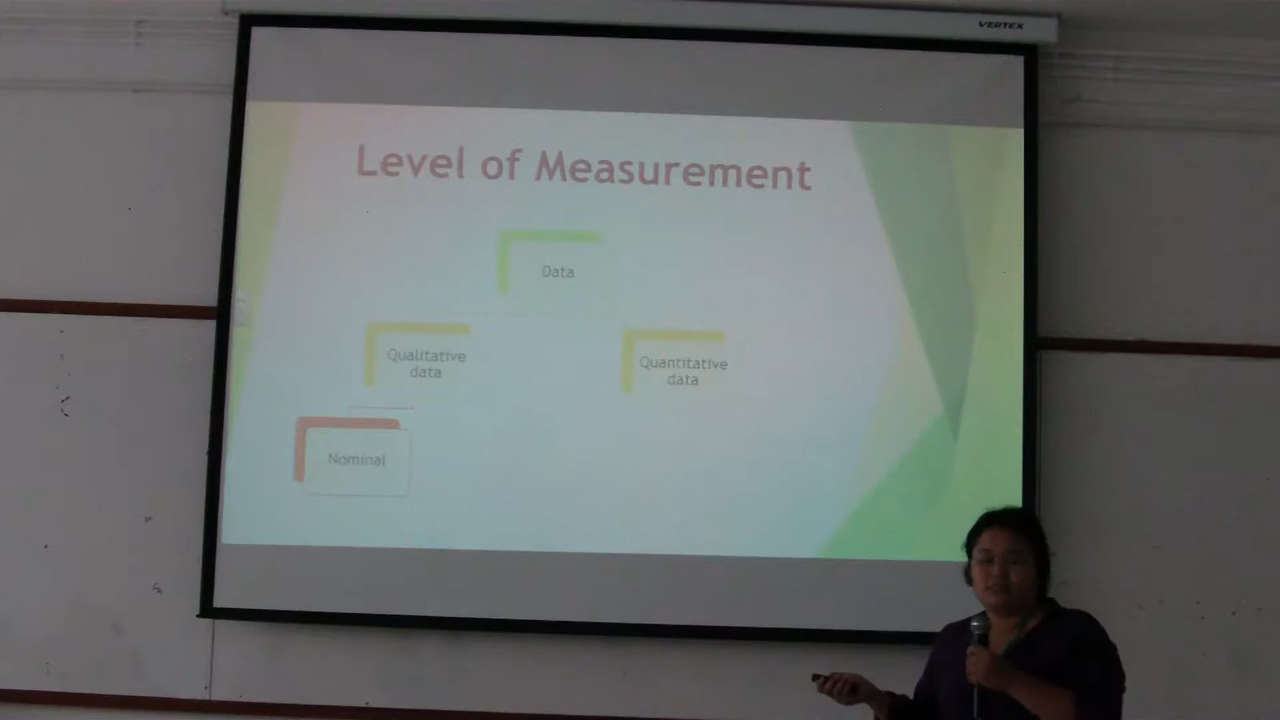 VERTEX
Level of Measurement
Data
Qualitative
data
Quantitative
data
Nominal